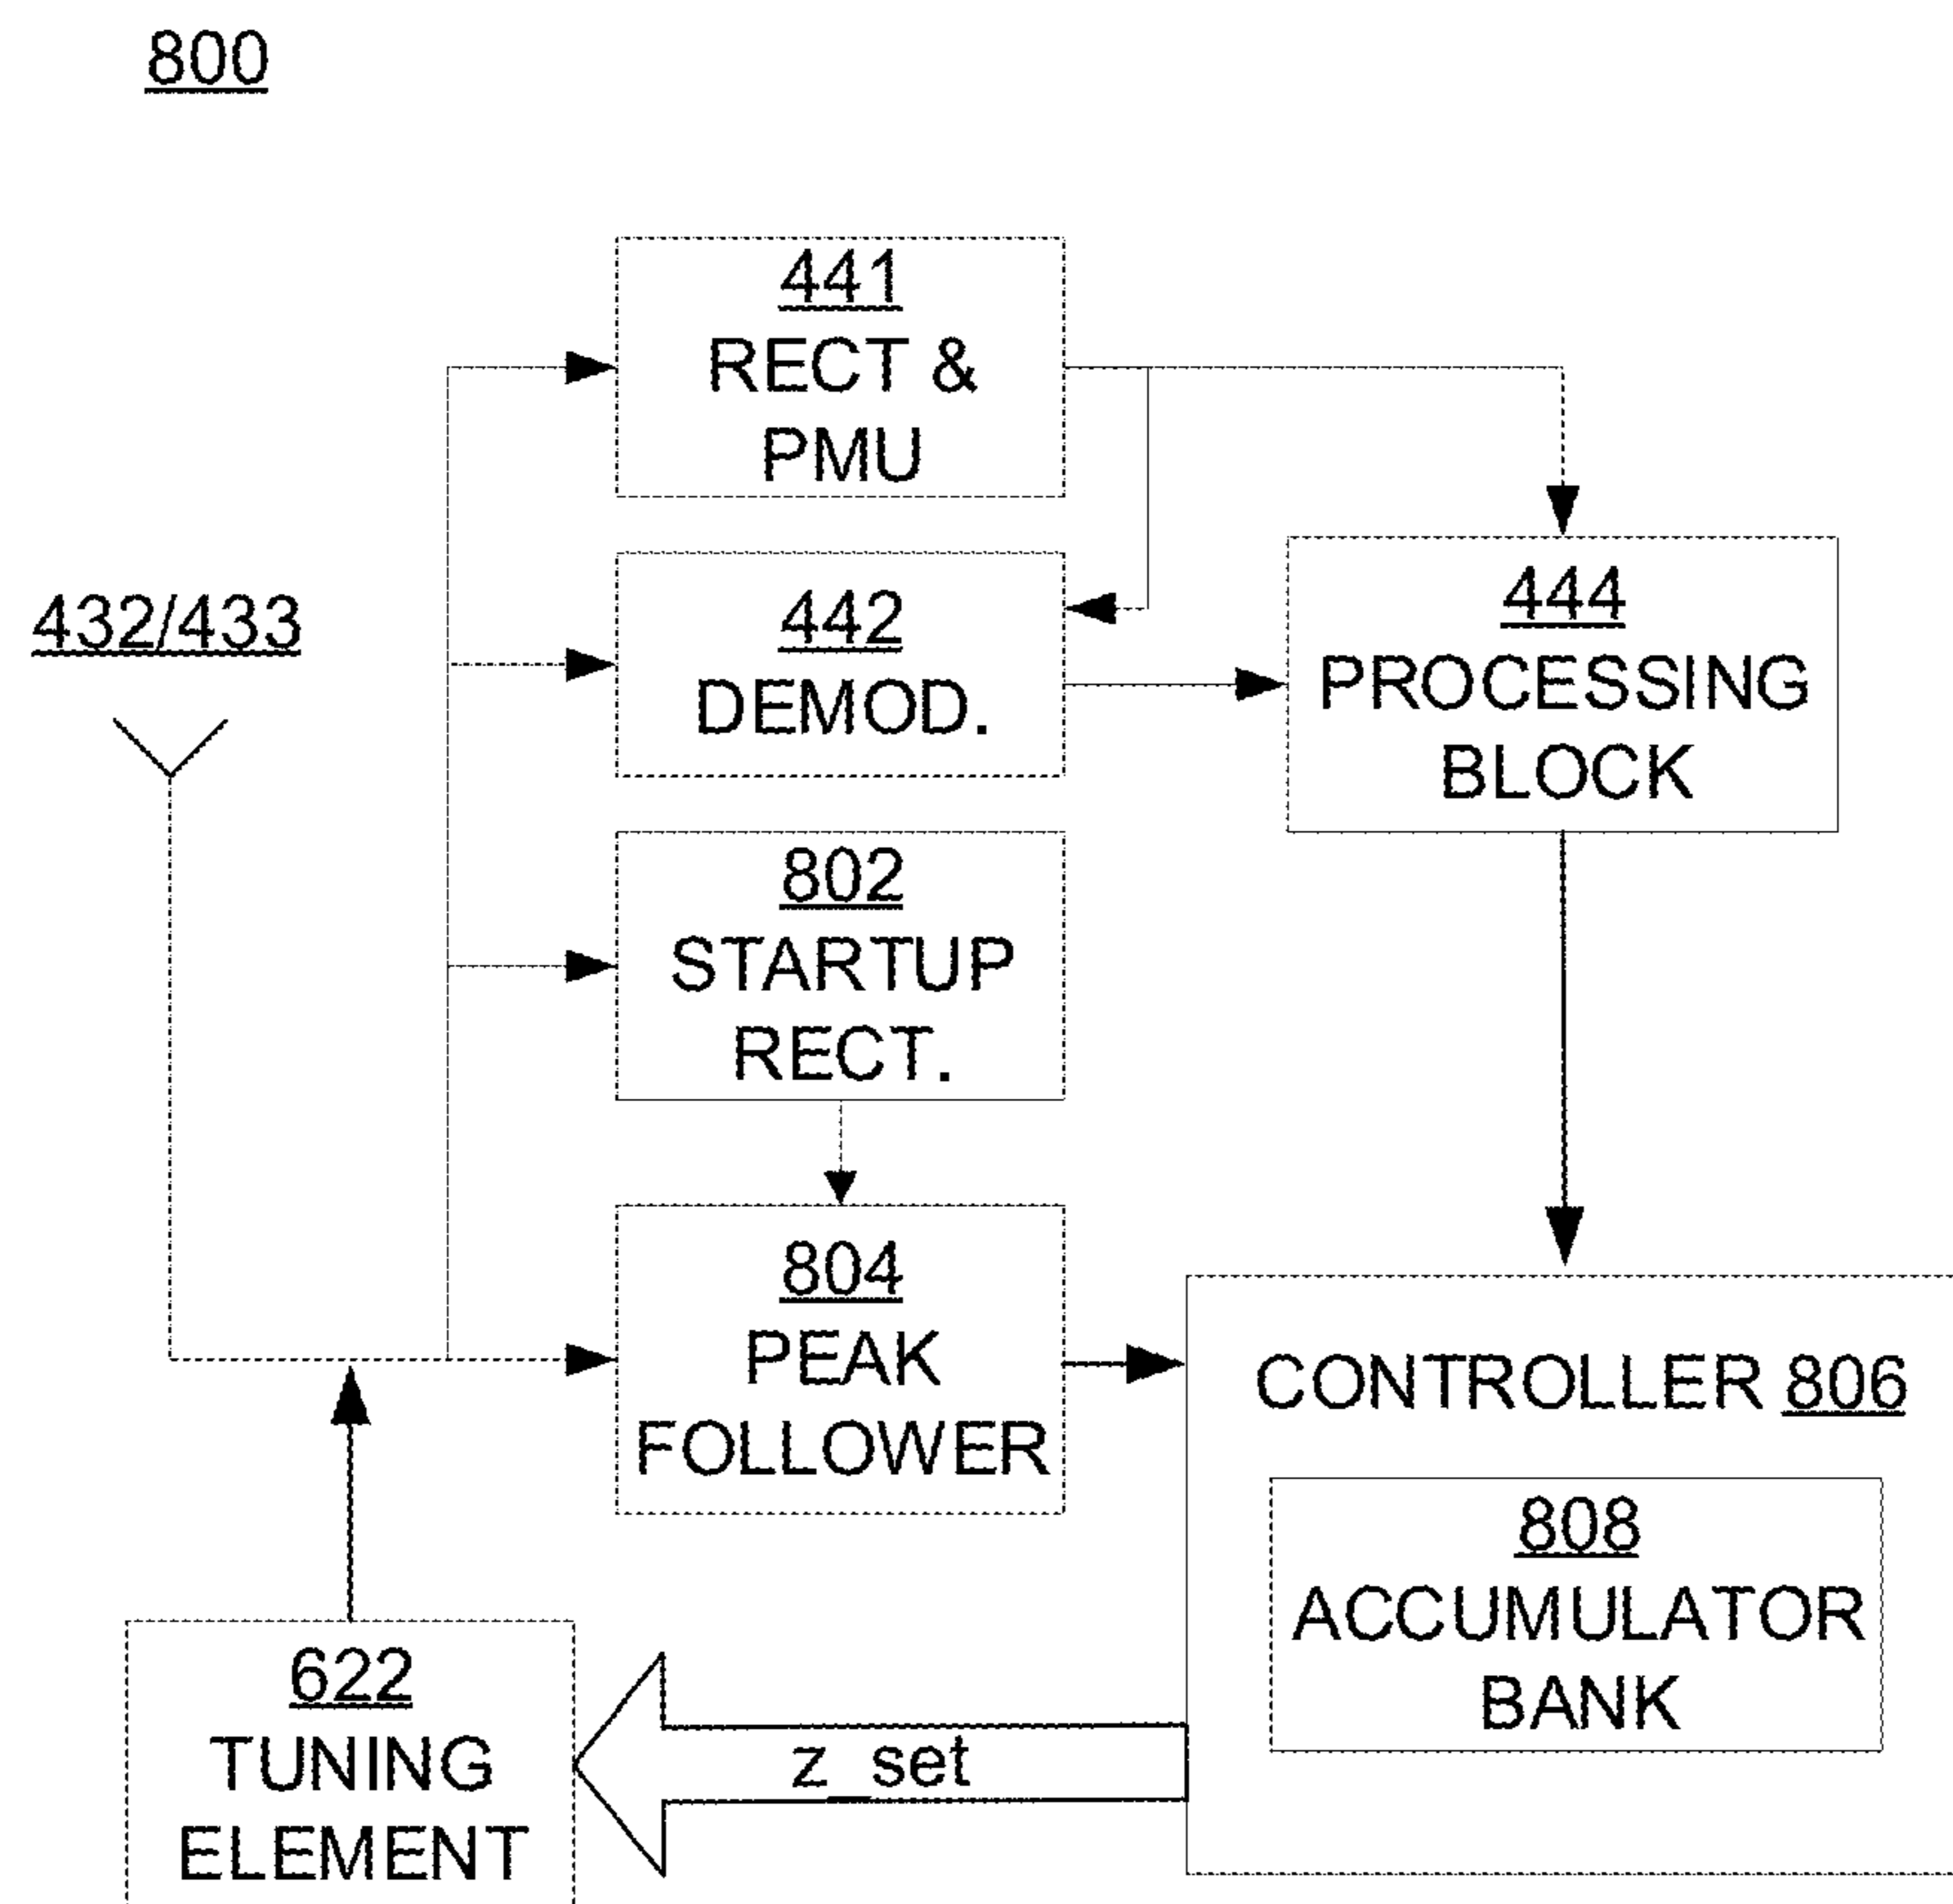 800
441
RECT &
PMU
432/433
442
DEMOD.
444
PROCESSING
BLOCK
802
STARTUP
RECT.
804
PEAK
FOLLOWER
CONTROLLER 806
808
ACCUMULATOR
BANK
622
TUNING
ELEMENT
z_set